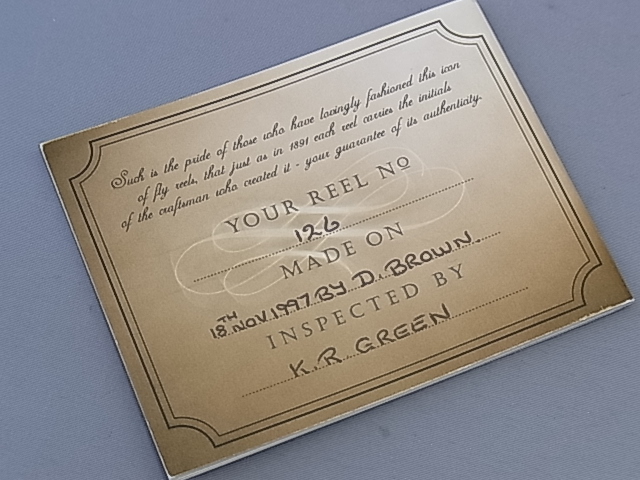 Such is the pride of those who have lovingly fashioned this icon
of fly reels, that just as in 1891 each reel carries the initials
of the craftsman who created it - your guarantee of its authenticity.
YOUR REEL No
126
MADE ON
18TH NOV 1997 BY D. BROWN.
INSPECTED BY
K.R. GREEN